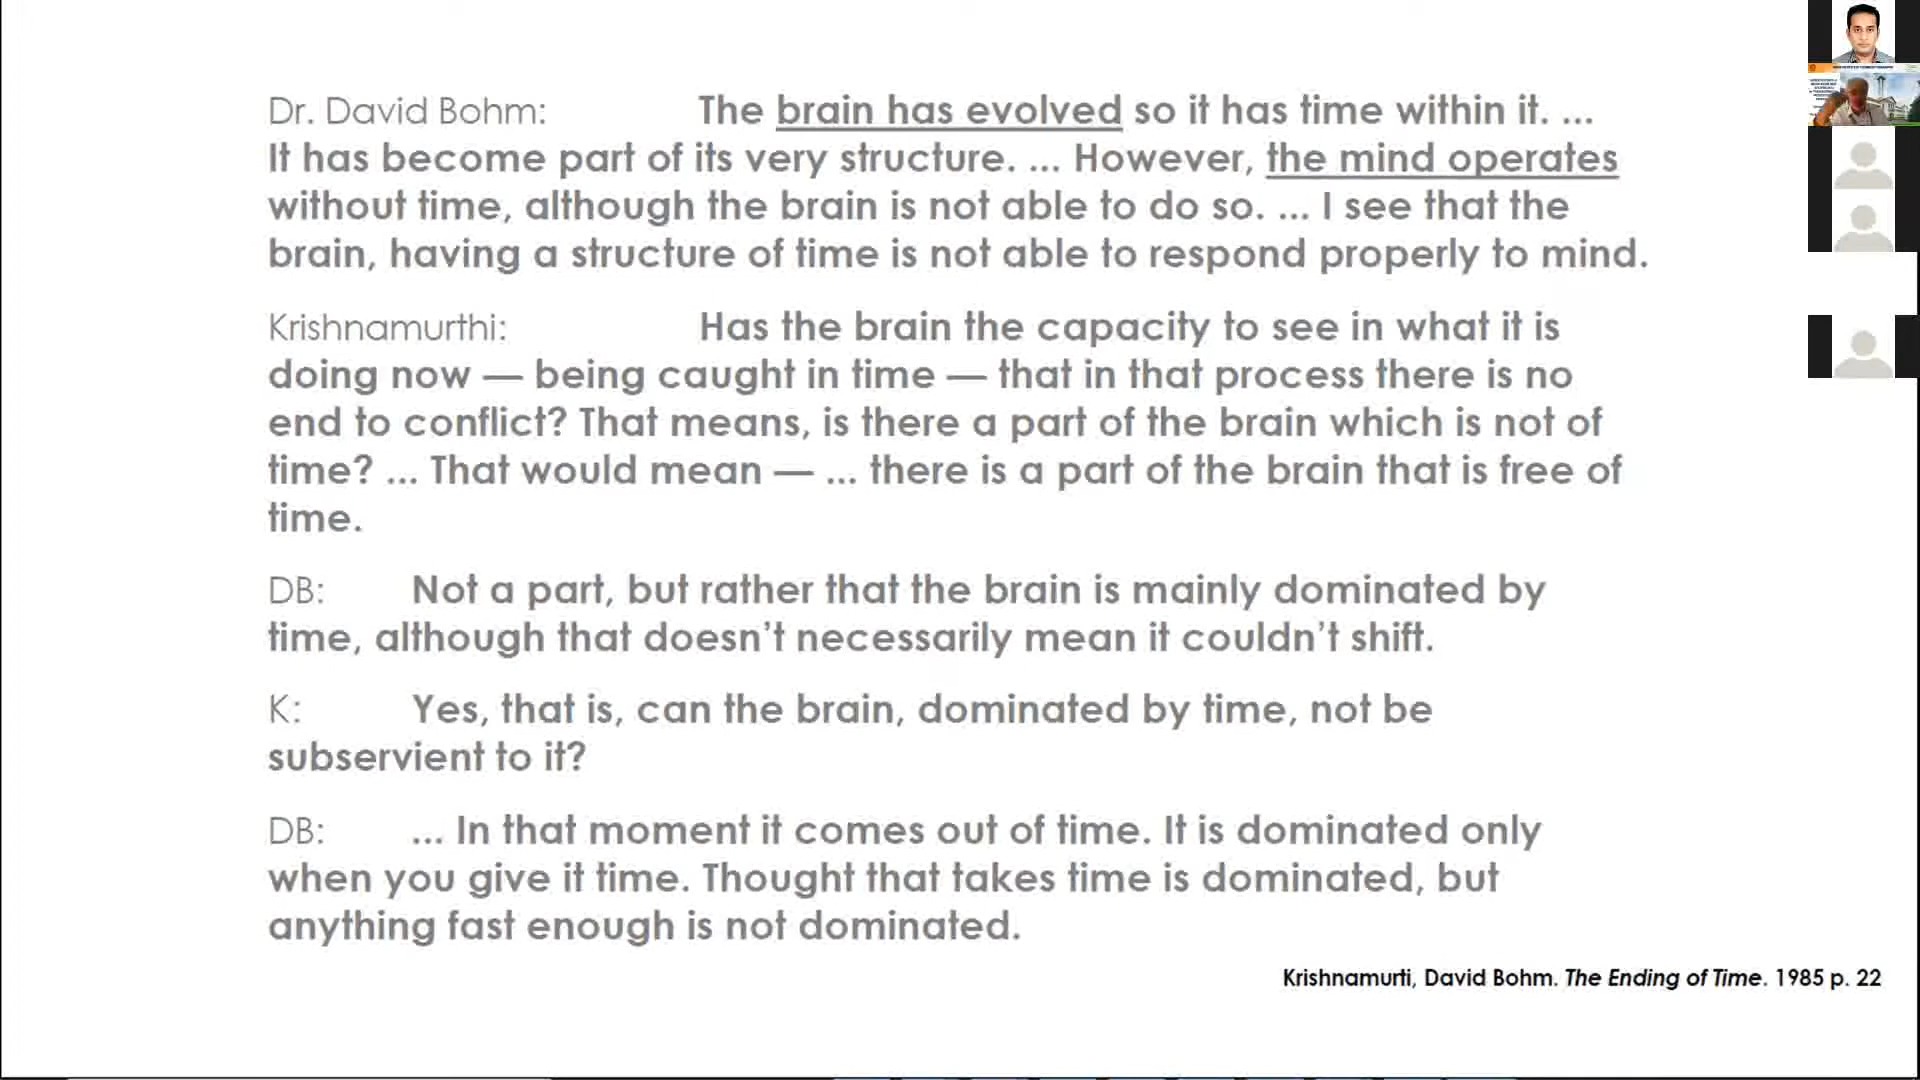 Dr. David Bohm: The brain has evolved so it has time within it. ...
It has become part of its very structure. ... However, the mind operates
without time, although the brain is not able to do so. ... I see that the
brain, having a structure of time is not able to respond properly to mind.
Krishnamurthi: Has the brain the capacity to see in what it is
doing now — being caught in time — that in that process there is no
end to conflict? That means, is there a part of the brain which is not of
time? ... That would mean — ... there is a part of the brain that is free of
time.
DB: Not a part, but rather that the brain is mainly dominated by
time, although that doesn't necessarily mean it couldn't shift.
K: Yes, that is, can the brain, dominated by time, not be
subservient to it?
DB: ... In that moment it comes out of time. It is dominated only
when you give it time. Thought that takes time is dominated, but
anything fast enough is not dominated.
Krishnamurti, David Bohm. The Ending of Time. 1985 p. 22